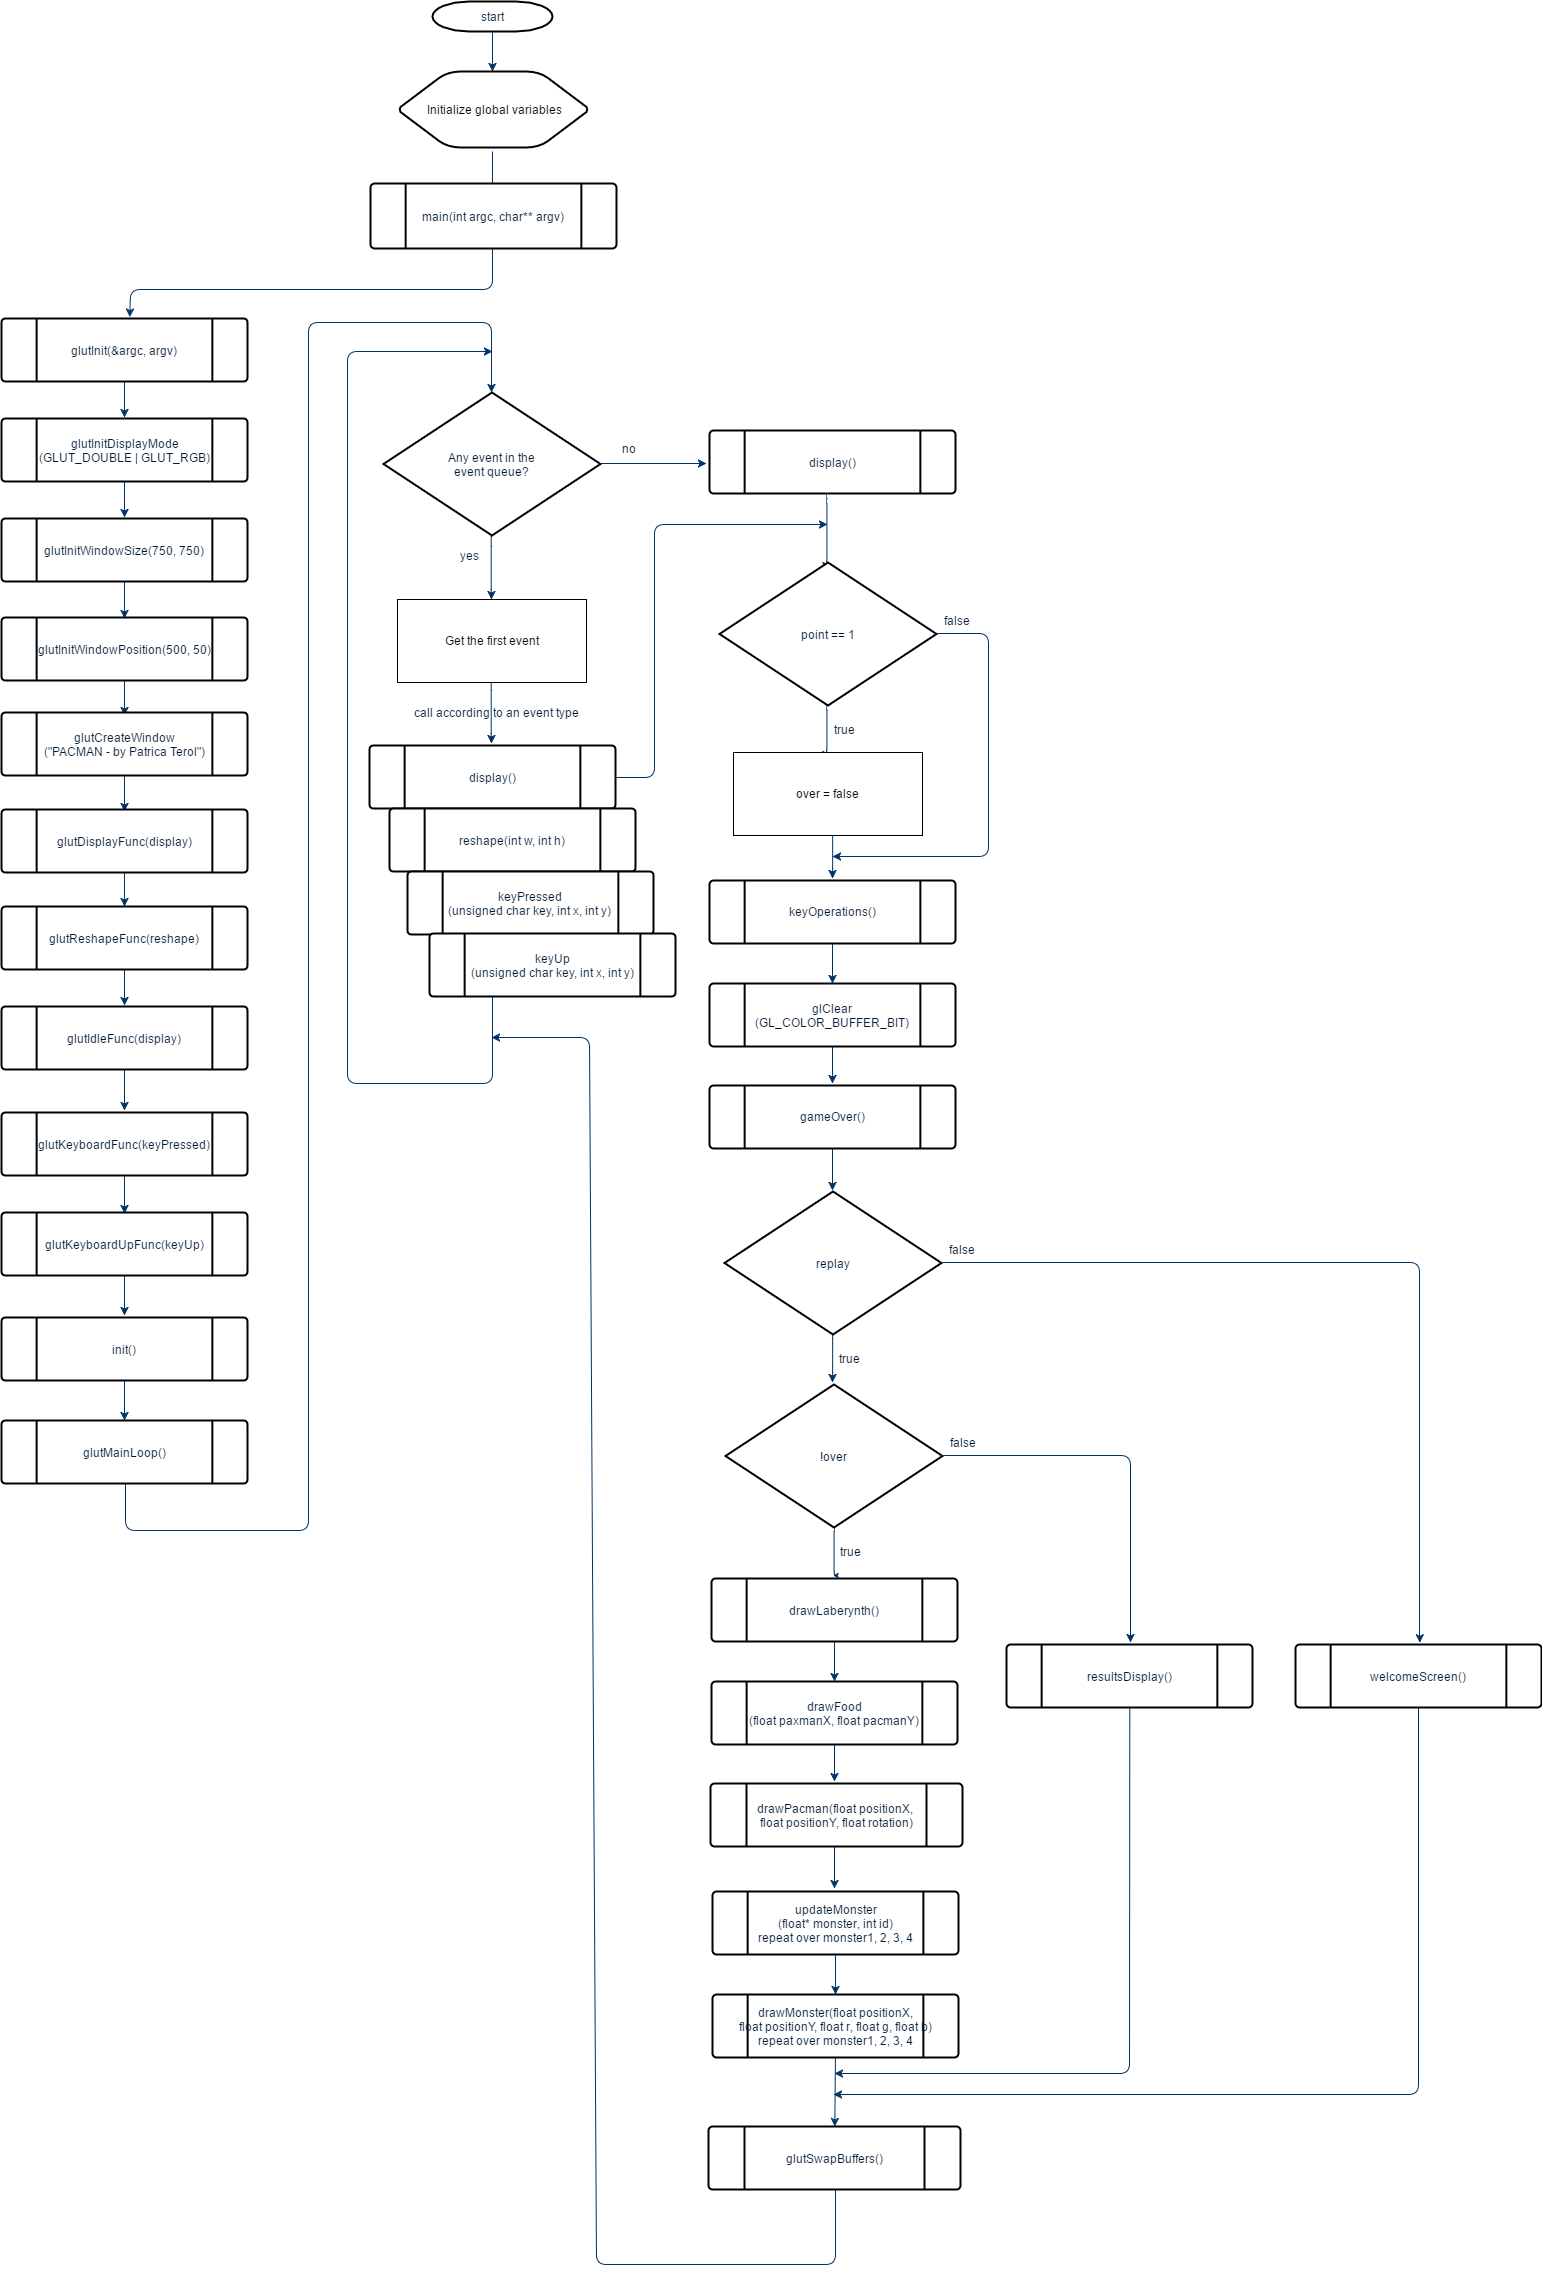 start
Initialize global variables
main(int argc, char** argv)
glutInit(&argc, argv)
glutInitDisplayMode
(GLUT_DOUBLE | GLUT_RGB)
glutInitWindowSize(750, 750)
glutInitWindowPosition(500, 50)
glutCreateWindow
("PACMAN - by Patrica Terol")
glutDisplayFunc(display)
glutReshapeFunc(reshape)
glutIdleFunc(display)
glutKeyboardFunc(keyPressed)
glutKeyboardUpFunc(keyUp)
init()
glutMainLoop()
Any event in the
event queue?
no
yes
Get the first event
call according to an event type
display()
reshape(int w, int h)
keyPressed
(unsigned char key, int x, int y)
keyUp
(unsigned char key, int x, int y)
display()
point == 1
false
true
over = false
keyOperations()
glClear
(GL_COLOR_BUFFER_BIT)
gameOver()
replay
false
true
!over
false
true
drawLaberynth()
drawFood
(float paxmanX, float pacmanY)
drawPacman(float positionX,
float positionY, float rotation)
updateMonster
(float* monster, int id)
repeat over monster1, 2, 3, 4
drawMonster(float positionX,
float positionY, float r, float g, float b)
repeat over monster1, 2, 3, 4
resultsDisplay()
welcomeScreen()
glutSwapBuffers()